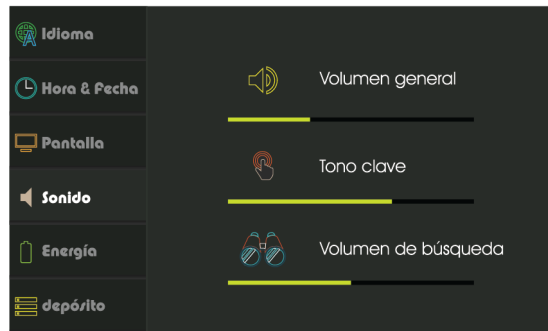 Idioma
Hora & Fecha
Pantalla
Sonido
Energía
depósito
Volumen general
Tono clave
Volumen de búsqueda